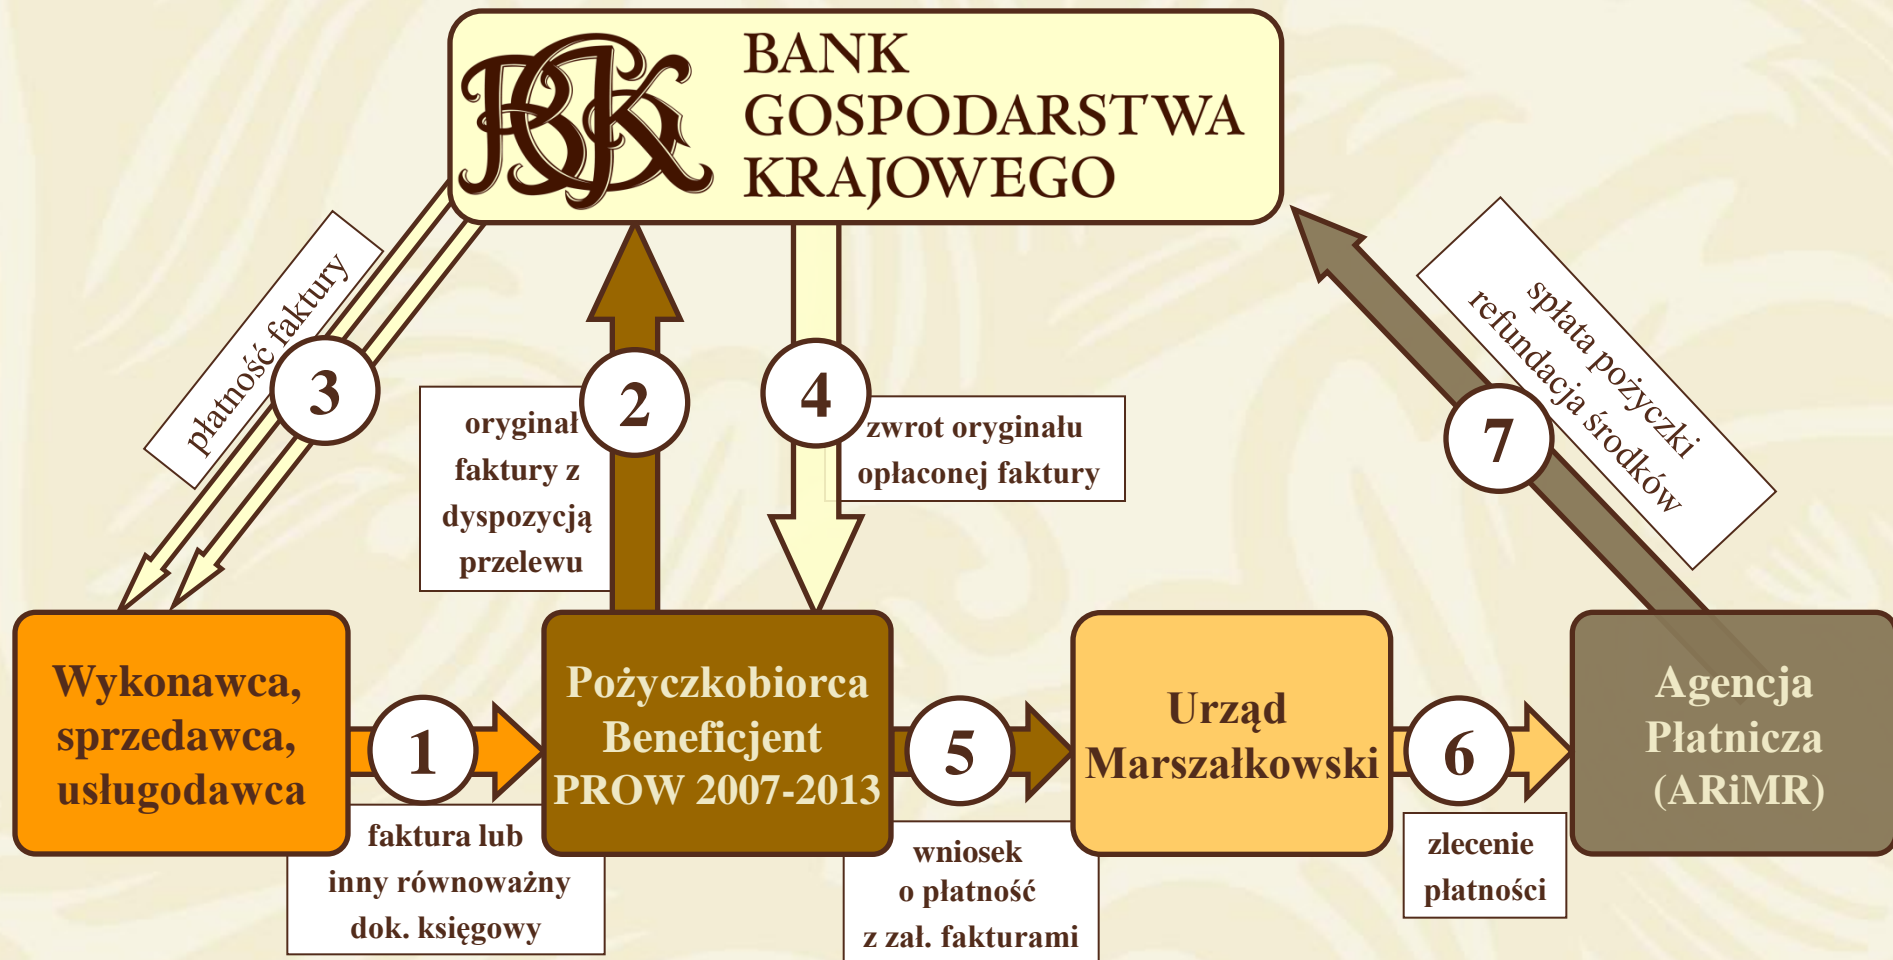 BGK
BANK
GOSPODARSTWA
KRAJOWEGO
płatność faktury
3
oryginał
faktury z
dyspozycją
przelewu
2
4
zwrot oryginału
opłaconej faktury
spłata pożyczki
refundacja środków
7
Wykonawca,
sprzedawca,
usługodawca
1
faktura lub
inny równoważny
dok. księgowy
Pożyczkobiorca
Beneficjent
PROW 2007-2013
5
wniosek
o płatność
z zał. fakturami
Urząd
Marszałkowski
6
zlecenie
płatności
Agencja
Płatnicza
(ARiMR)